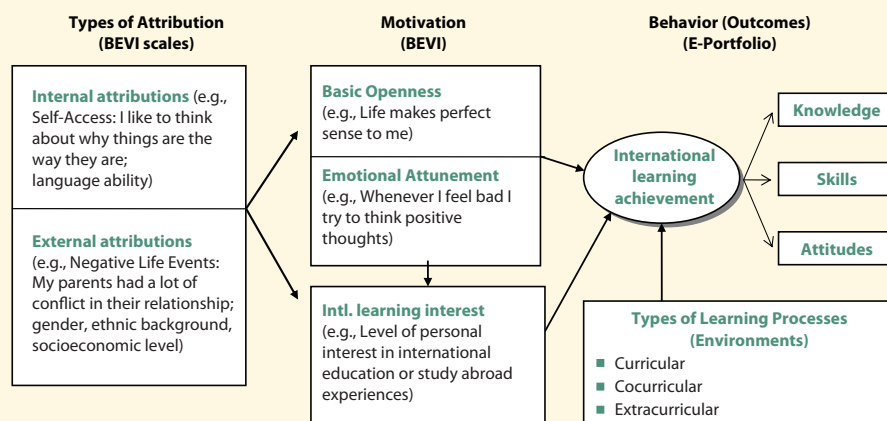 Types of Attribution
(BEVI scales)
Motivation
(BEVI)
Behavior (Outcomes)
(E-Portfolio)
Internal attributions (e.g.,
Self-Access: I like to think
about why things are the
way they are;
language ability)
External attributions
(e.g., Negative Life Events:
My parents had a lot of
conflict in their relationship;
gender, ethnic background,
socioeconomic level)
Basic Openness
(e.g., Life makes perfect
sense to me)
Emotional Attunement
(e.g., Whenever I feel bad I
try to think positive
thoughts)
Intl. learning interest
(e.g., Level of personal
interest in international
education or study abroad
experiences)
International
learning
achievement
Knowledge
Skills
Attitudes
Types of Learning Processes
(Environments)
■ Curricular
■ Cocurricular
■ Extracurricular